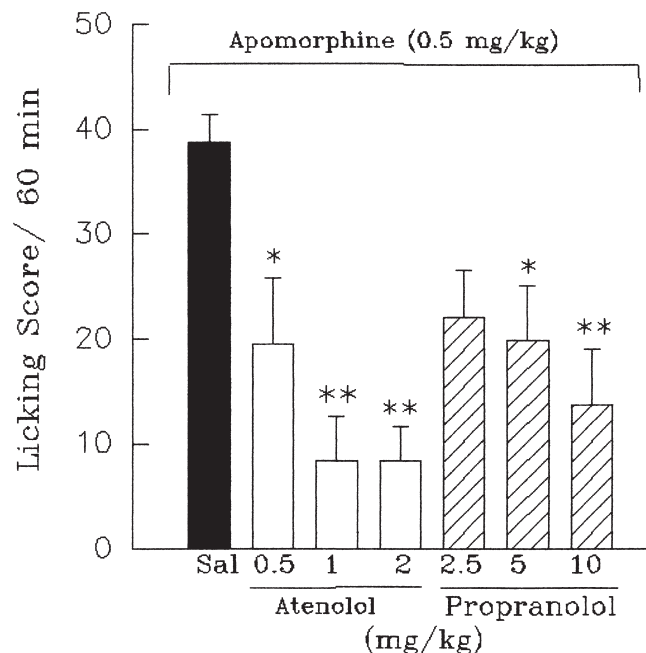 Apomorphine (0.5 mg/kg)
Licking Score/ 60 min
50
40
30
20
10
0
*
**
**
*
**
Sal 0.5 1 2 2.5 5 10
Atenolol Propranolol
(mg/kg)